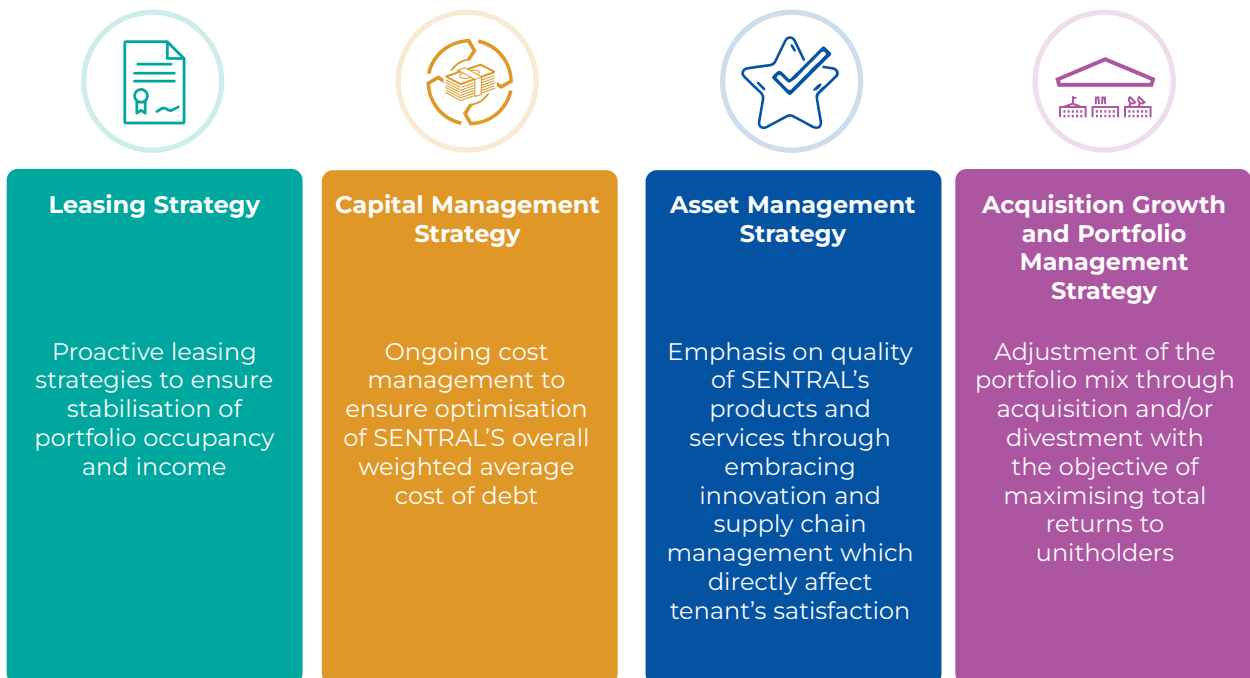 Leasing Strategy
Proactive leasing
strategies to ensure
stabilisation of
portfolio occupancy
and income
Capital Management
Strategy
Ongoing cost
management to
ensure optimisation
of SENTRAL'S overall
weighted average
cost of debt
Asset Management
Strategy
Emphasis on quality
of SENTRAL’s
products and
services through
embracing
innovation and
supply chain
management which
directly affect
tenant’s satisfaction
Acquisition Growth
and Portfolio
Management
Strategy
Adjustment of the
portfolio mix through
acquisition and/or
divestment with
the objective of
maximising total
returns to
unitholders